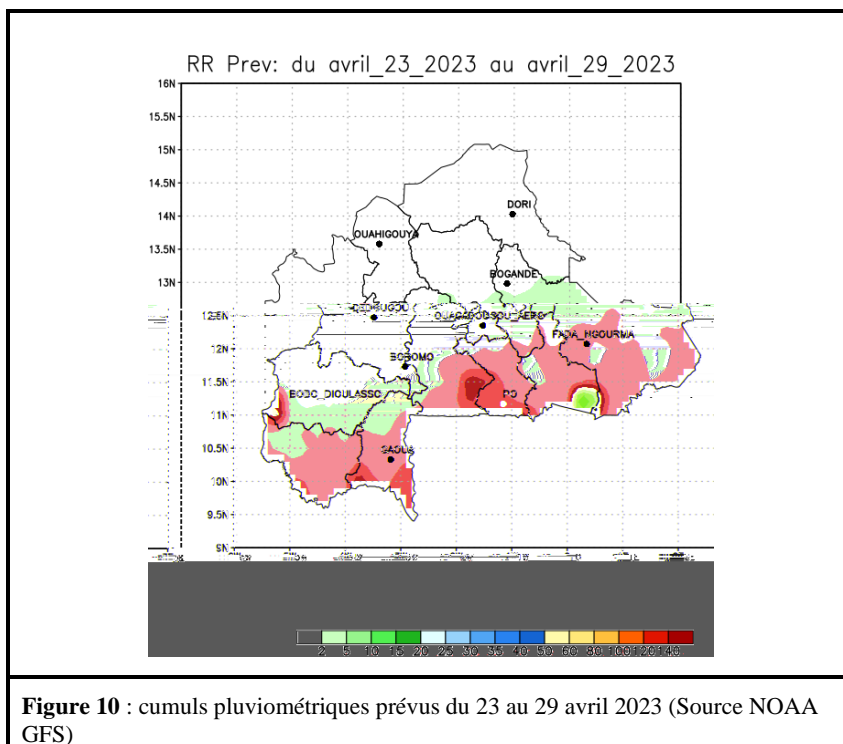 RR Prev: du avril_23_2023 au avril_29_2023
16N
15.5N
15N
14.5N
14N
13.5N
13N
12.5N
12N
11.5N
11N
10.5N
10N
9.5N
9N
DORI
OUAHIGOUYA
BOGANDE
FADA_NGOURMA
BOROMO
BOBO_DIOULASSO
PO
GAOUA
2 5 10 15 20 25 30 35 40 50 60 80 100 120 140
Figure 10 : cumuls pluviométriques prévus du 23 au 29 avril 2023 (Source NOAA
GFS)